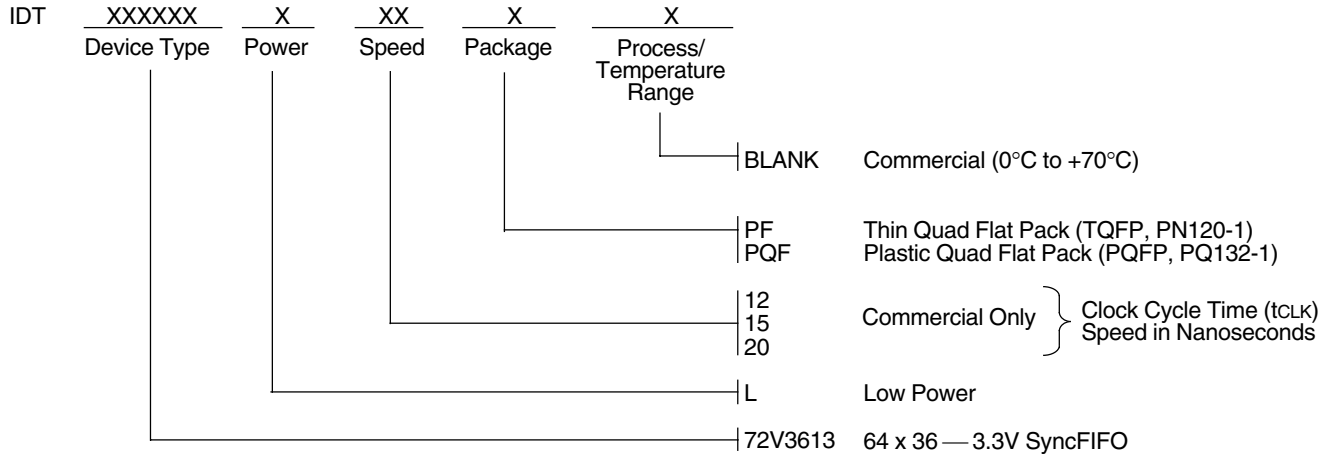 IDT XXXXXX X XX X X
Device Type Power Speed Package Process/
Temperature
Range
BLANK Commercial (0°C to +70°C)
PF Thin Quad Flat Pack (TQFP, PN120-1)
PQF Plastic Quad Flat Pack (PQFP, PQ132-1)
12
15 Commercial Only Clock Cycle Time (tCLK)
20 Speed in Nanoseconds
L Low Power
72V3613 64 x 36 — 3.3V SyncFIFO